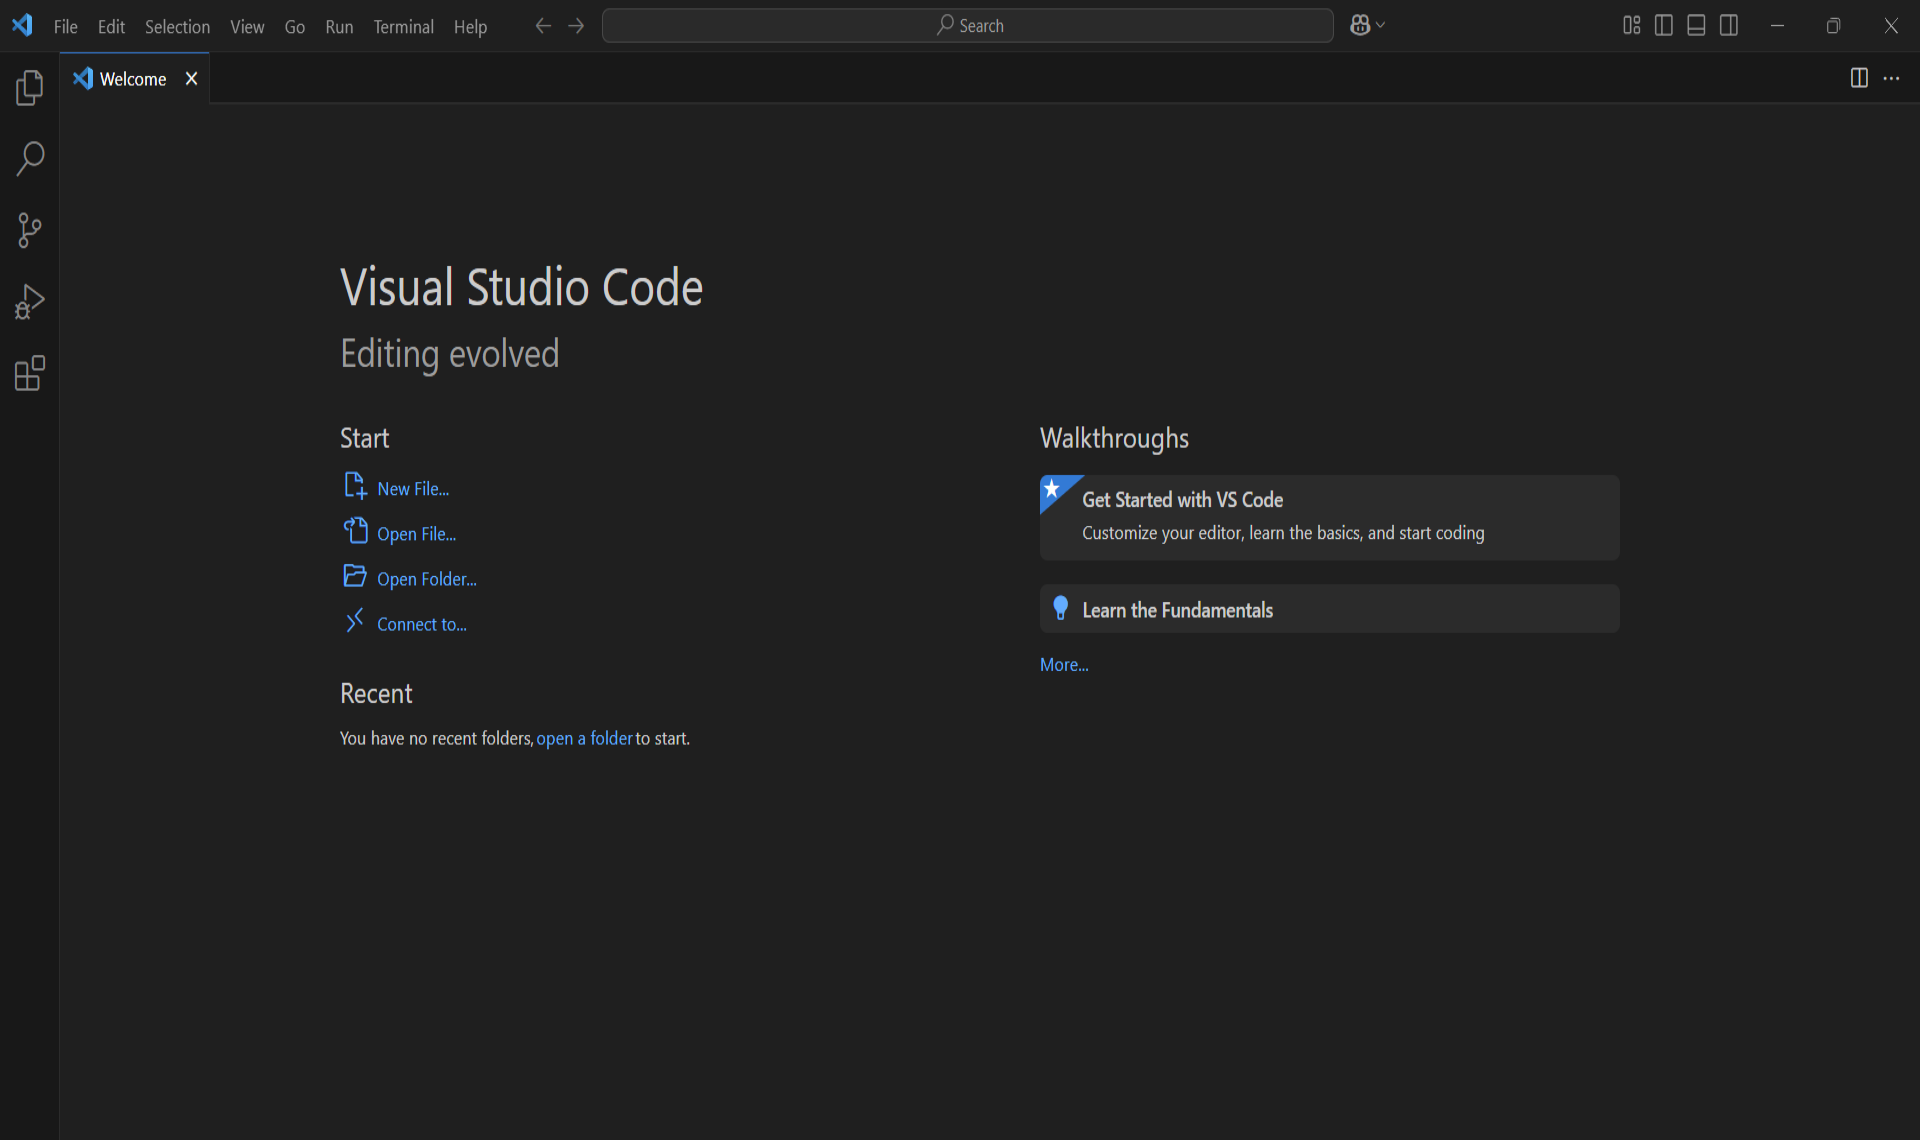 File Edit Selection View Go Run Terminal Help
Search
Welcome
Visual Studio Code
Editing evolved
Start
New File...
Open File...
Open Folder...
Connect to...
Recent
You have no recent folders, open a folder to start.
Walkthroughs
Get Started with VS Code
Customize your editor, learn the basics, and start coding
Learn the Fundamentals
More...